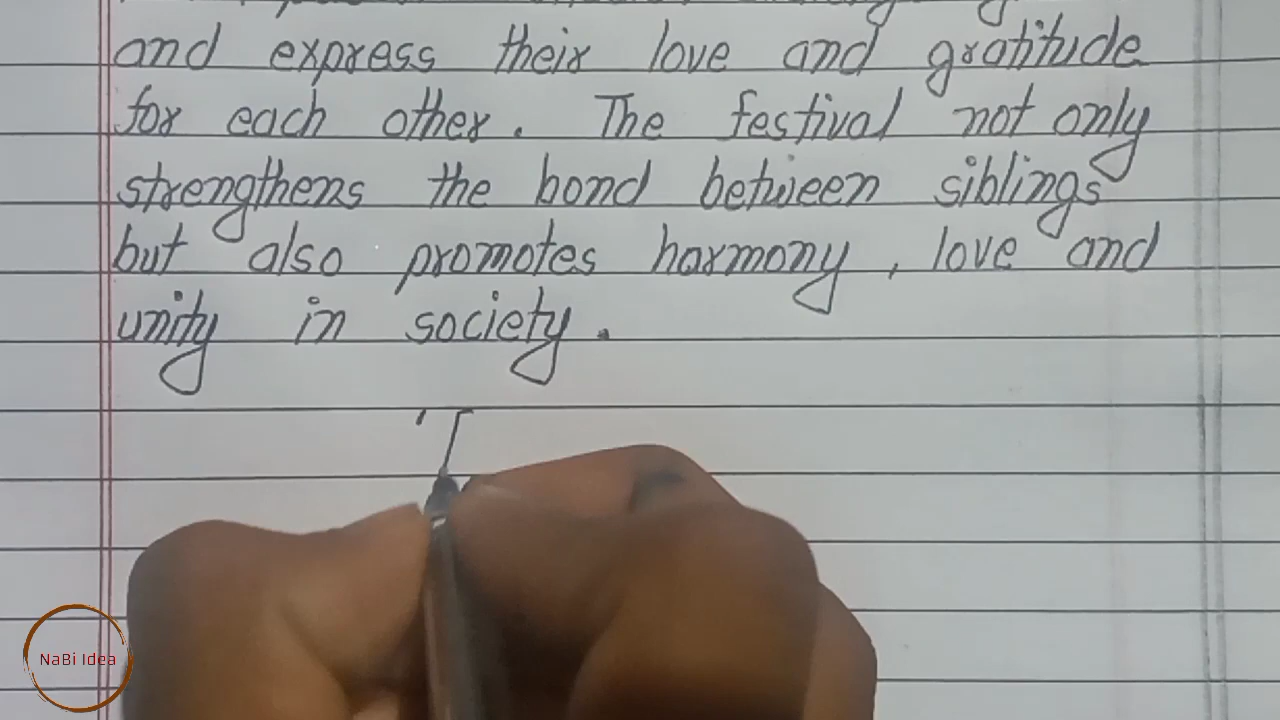 and express their love and gratitude
for each other. The festival not only
strengthens the bond between siblings
but also promotes harmony, love and
unity in society.
NaBi Idea